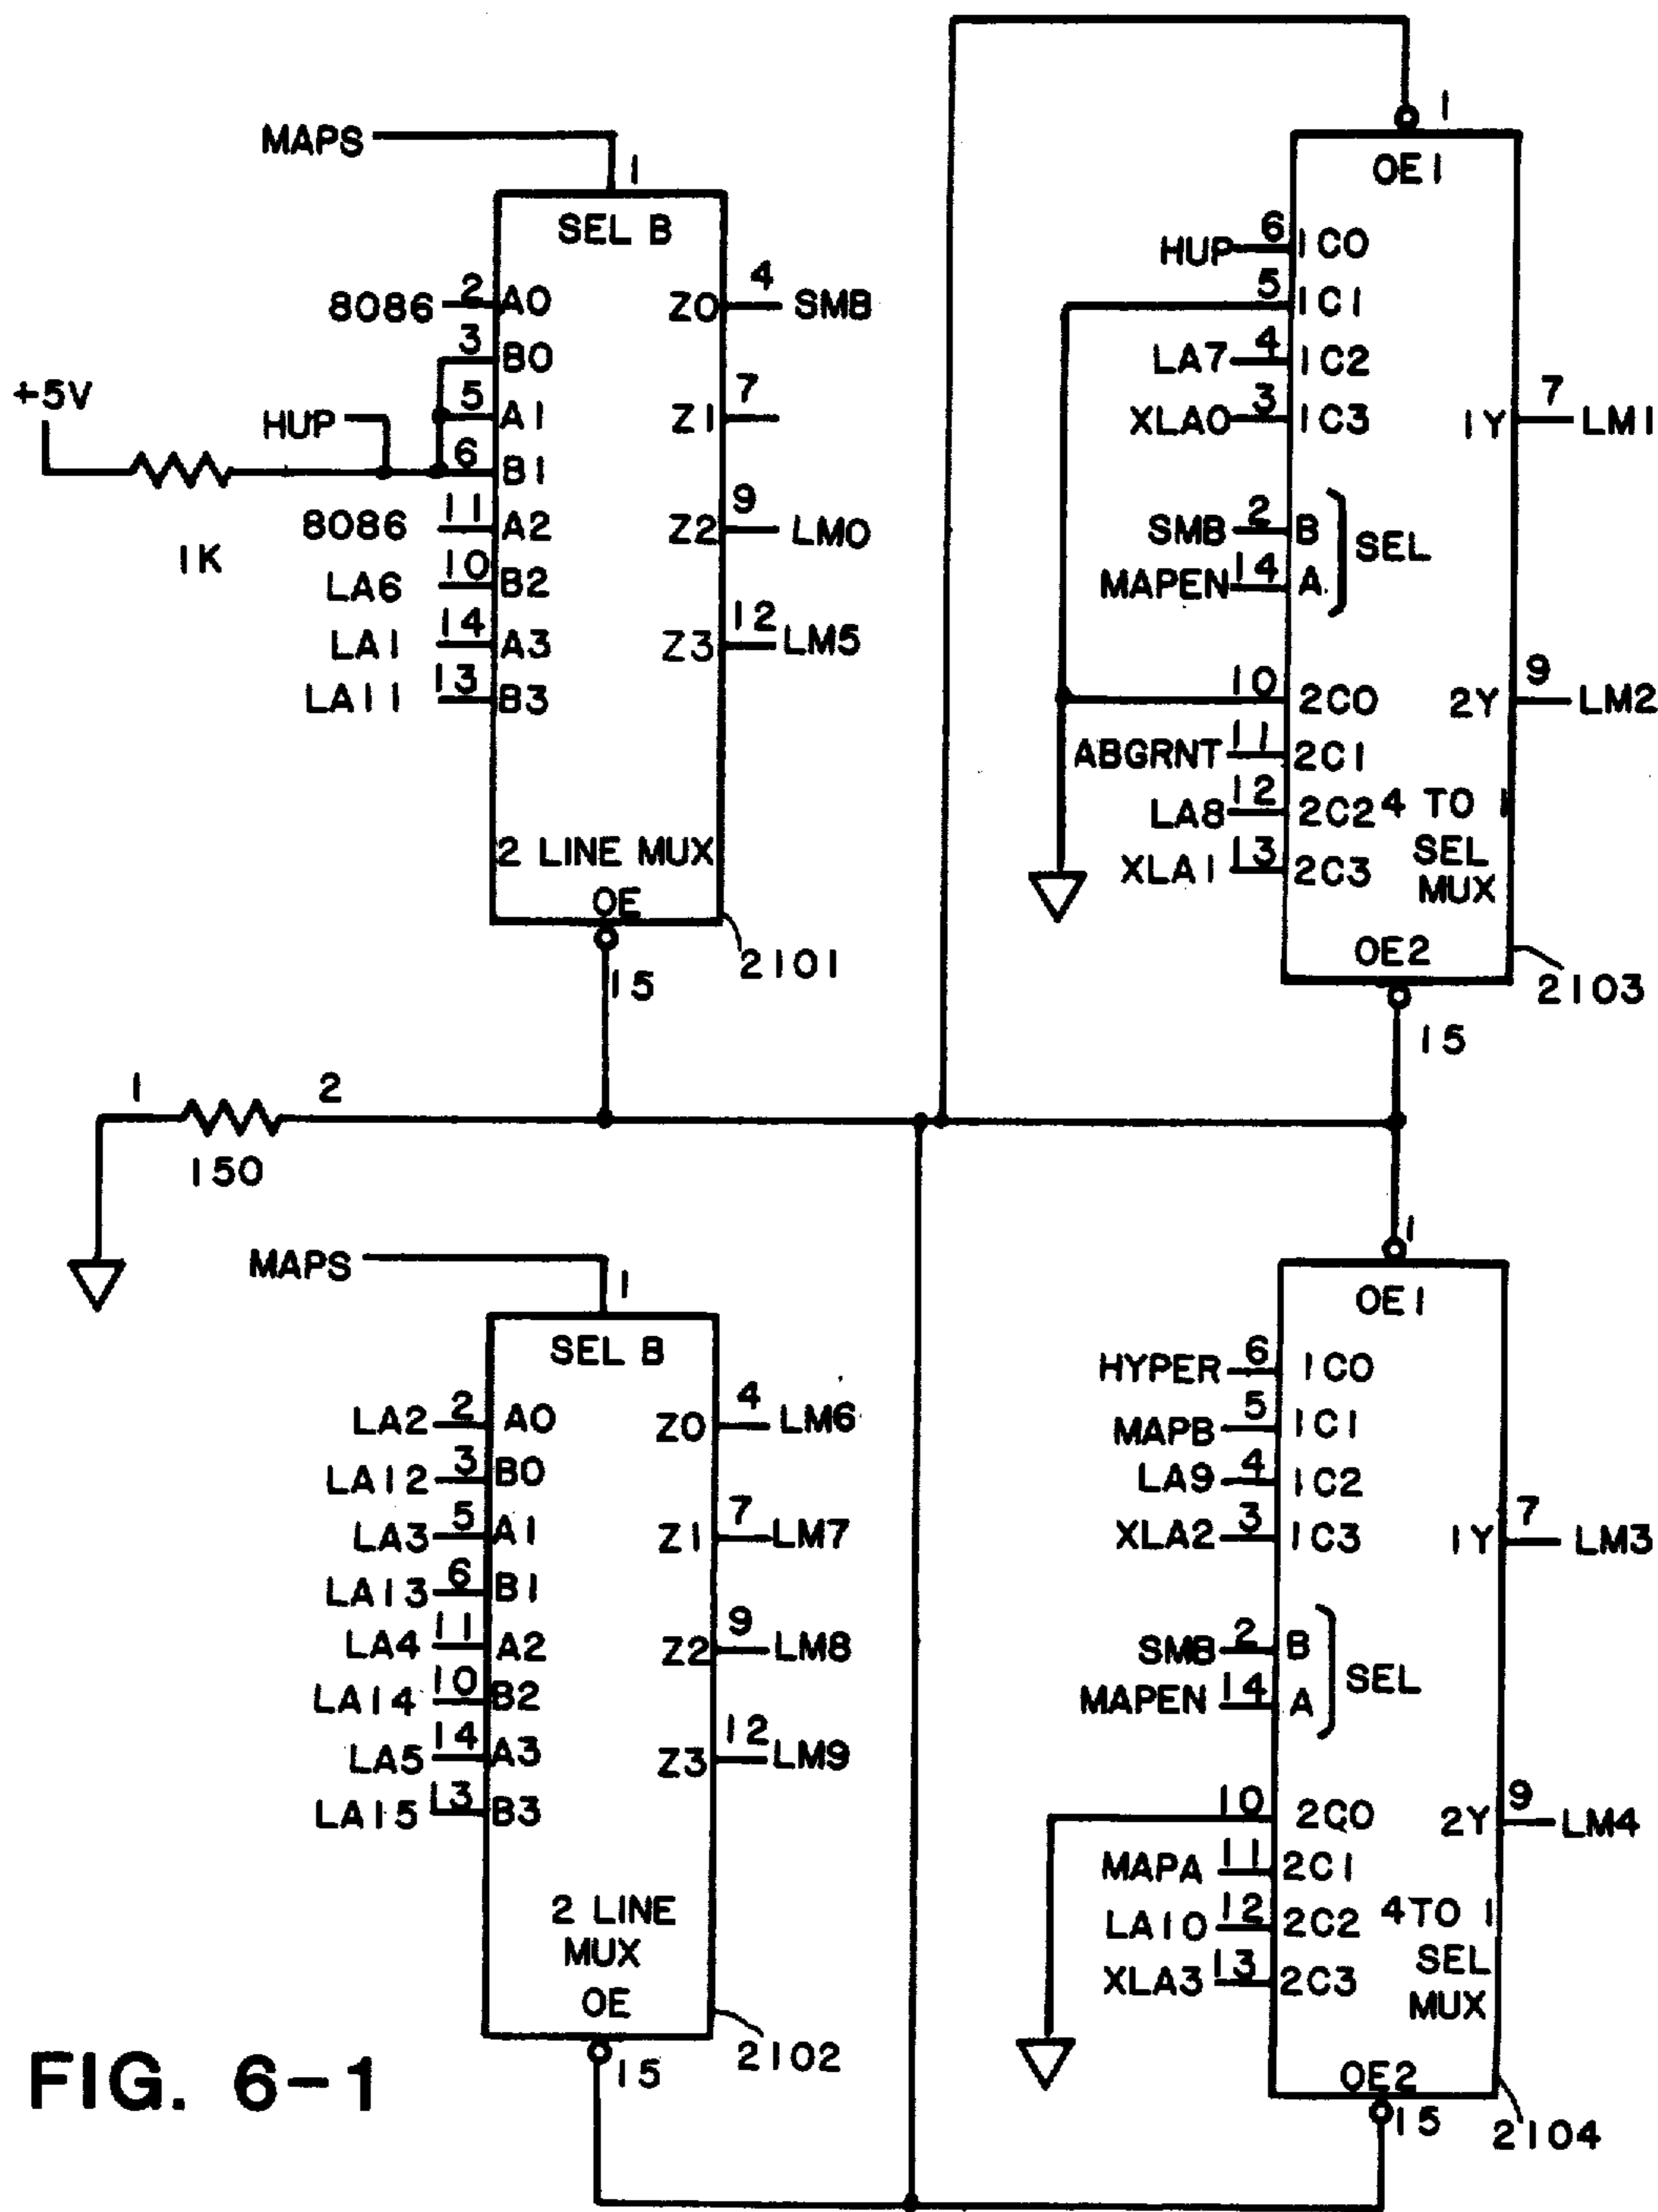 MAPS
1
SEL B
8086 2 A0
Z0 4 SMB
3 B0
+5V
HUP
5 A1
Z1 7
6 B1
1K
8086 11 A2
Z2 9 LM0
LA6 10 B2
LA1 14 A3
Z3 12 LM5
LA11 13 B3
2 LINE MUX
OE
15
2101
1
OE1
HUP 6 1C0
5 1C1
LA7 4 1C2
XLA0 3 1C3
1Y 7 LM1
SMB 2 B
SEL
MAPEN 14 A
10 2C0
2Y 9 LM2
ABGRNT 11 2C1
LA8 12 2C2
4 TO 1
SEL
MUX
XLA1 13 2C3
OE2
15
2103
1
2
150
MAPS
1
SEL B
LA2 2 A0
Z0 4 LM6
LA12 3 B0
LA3 5 A1
Z1 7 LM7
LA13 6 B1
LA4 11 A2
Z2 9 LM8
LA14 10 B2
LA5 14 A3
Z3 12 LM9
LA15 13 B3
2 LINE
MUX
OE
15
2102
1
OE1
HYPER 6 1C0
MAPB 5 1C1
LA9 4 1C2
XLA2 3 1C3
1Y 7 LM3
SMB 2 B
SEL
MAPEN 14 A
10 2C0
2Y 9 LM4
MAPA 11 2C1
LA10 12 2C2
4 TO 1
SEL
MUX
XLA3 13 2C3
OE2
15
2104
FIG. 6-1